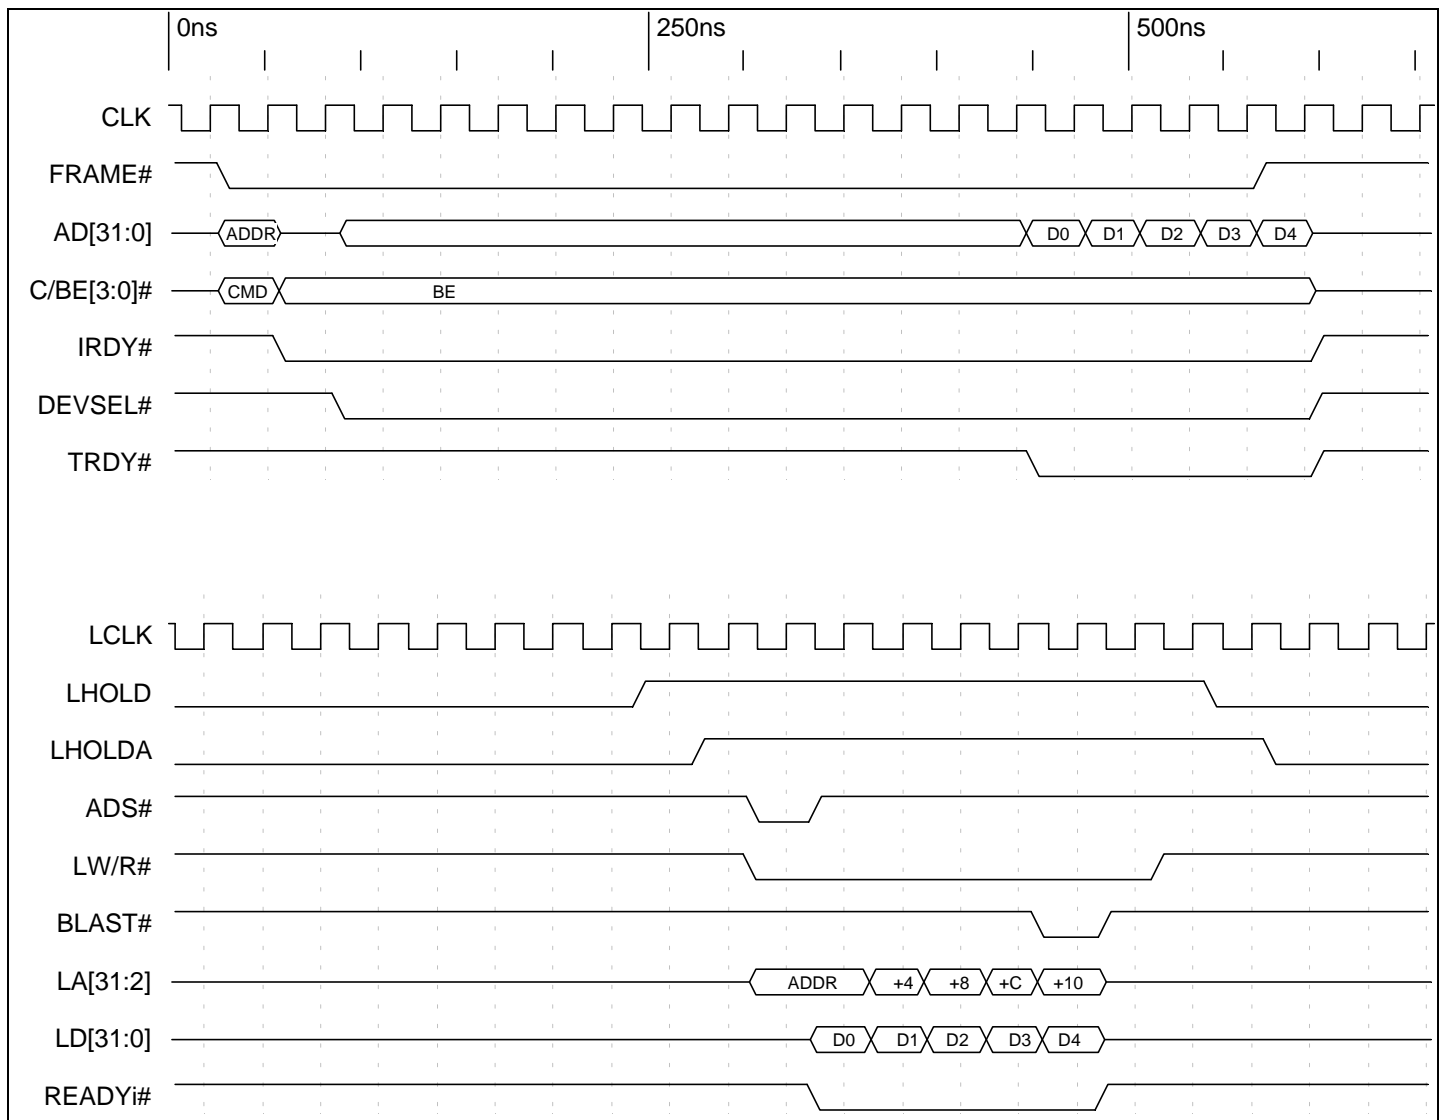 0ns 250ns 500ns
CLK
FRAME#
AD[31:0] ADDR D0 D1 D2 D3 D4
C/BE[3:0]# CMD BE
IRDY#
DEVSEL#
TRDY#
LCLK
LHOLD
LHOLDA
ADS#
LW/R#
BLAST#
LA[31:2] ADDR +4 +8 +C +10
LD[31:0] D0 D1 D2 D3 D4
READYi#